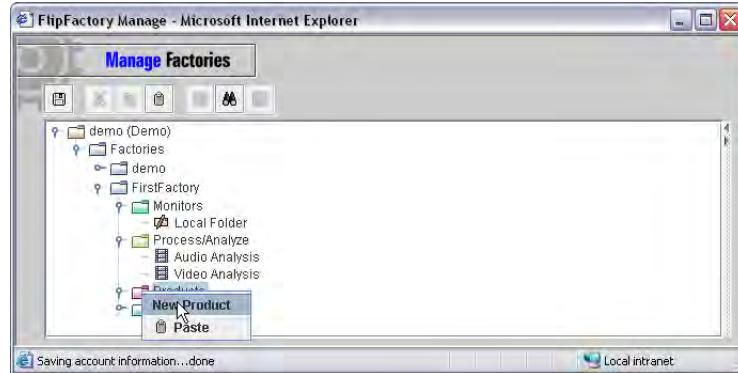 FlipFactory Manage - Microsoft Internet Explorer
Manage Factories
demo (Demo)
Factories
demo
FirstFactory
Monitors
Local Folder
Process/Analyze
Audio Analysis
Video Analysis
Products
New Product
Paste
Saving account information...done
Local intranet